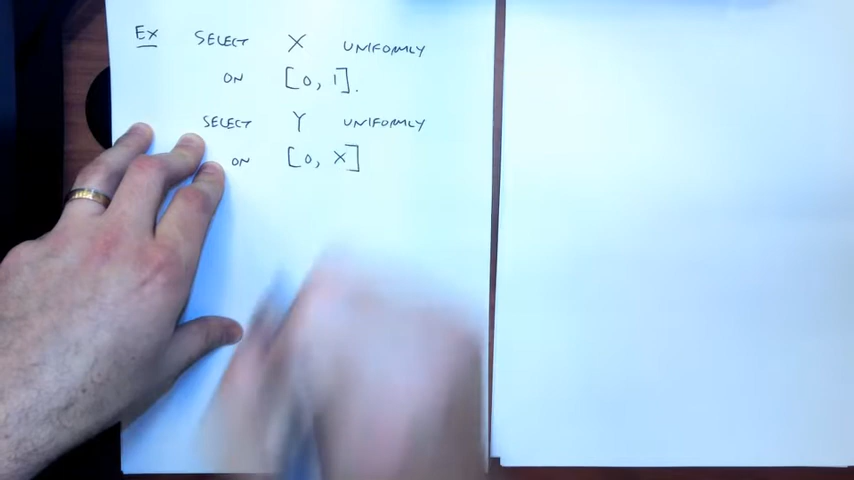 Ex SELECT X UNIFORMLY
ON [0, 1].
SELECT Y UNIFORMLY
ON [0, X]